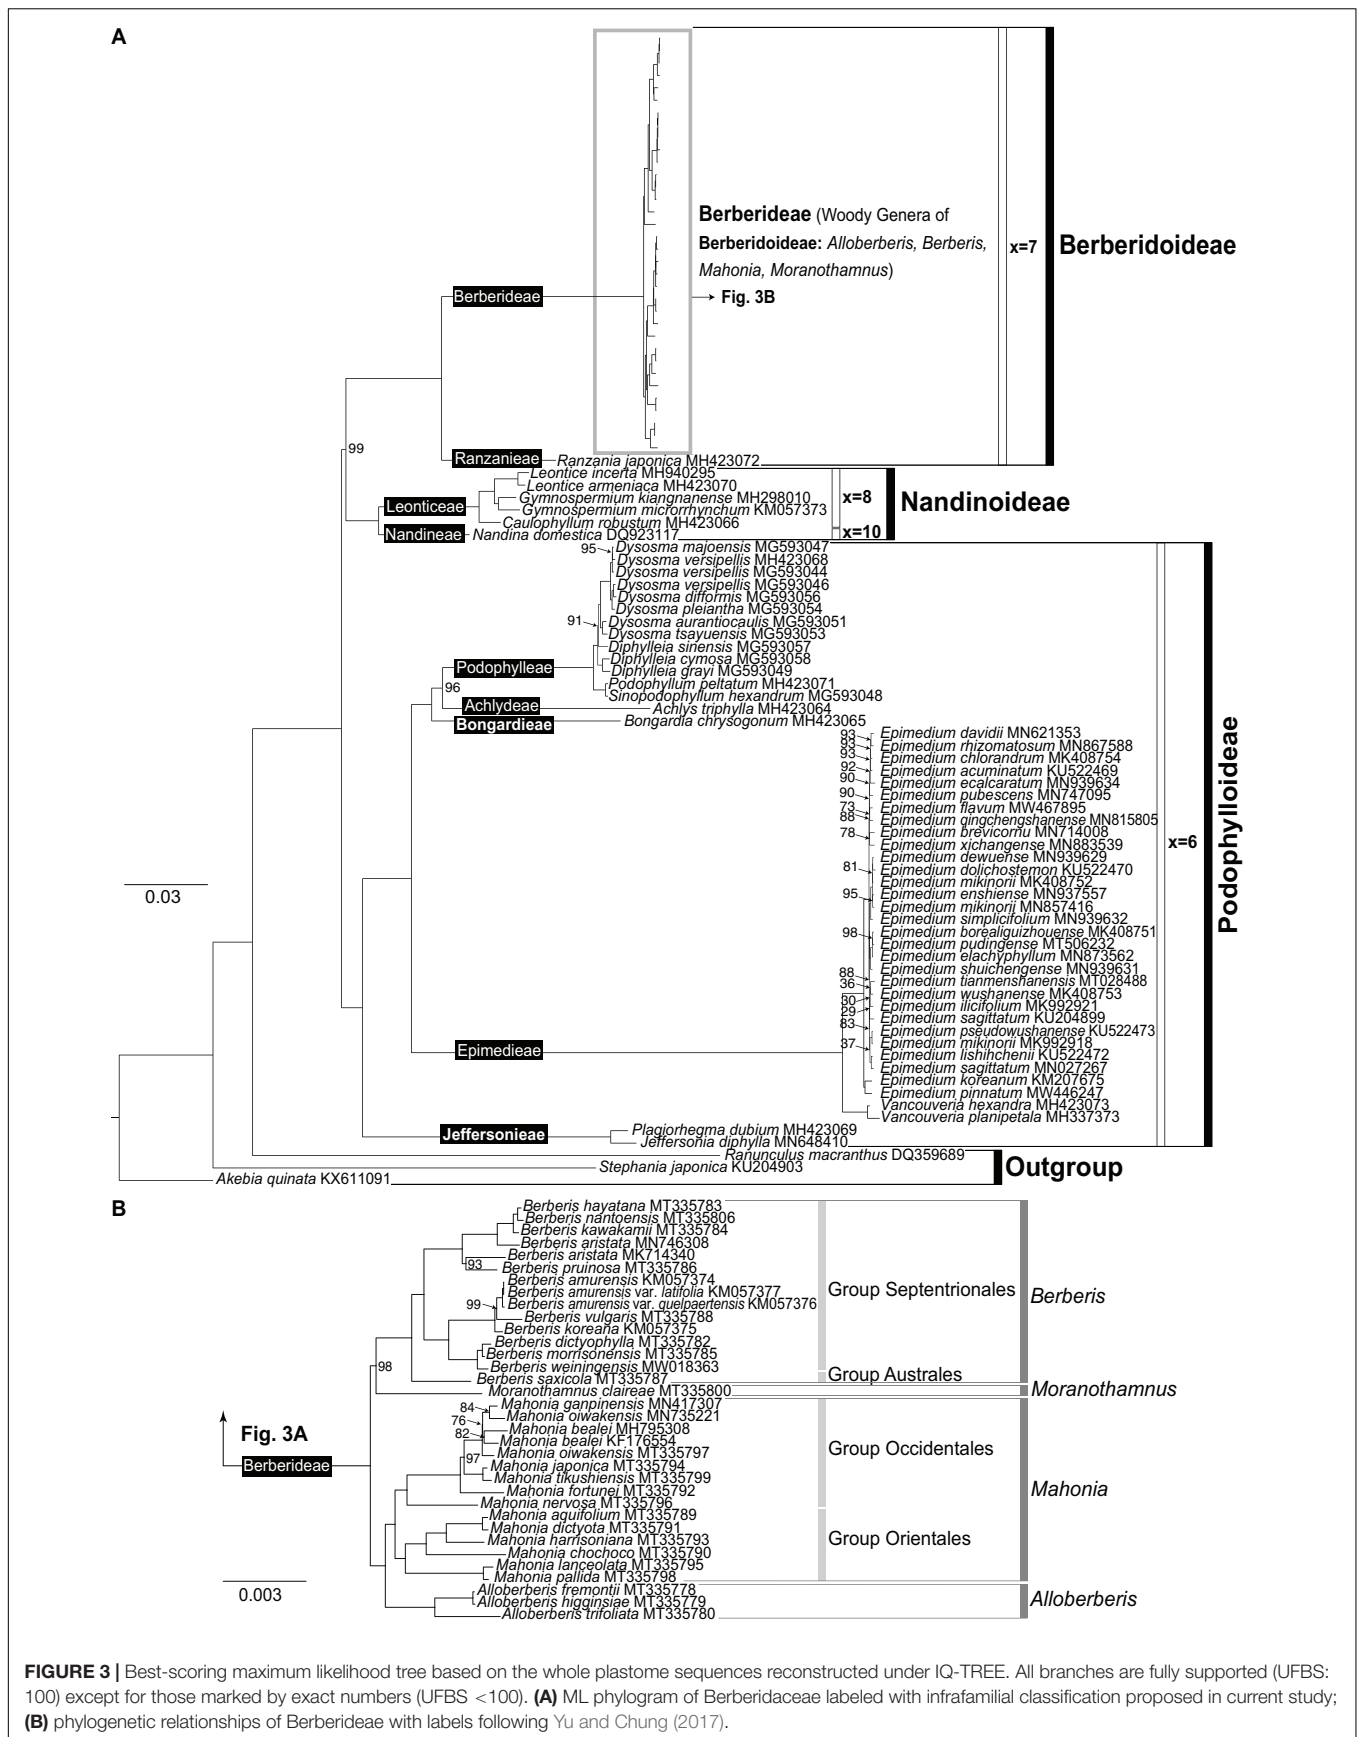 A
Berberideae (Woody Genera of
Berberidoideae: Alloberberis, Berberis,
Mahonia, Moranothamnus)
Fig. 3B
x=7
Berberidoideae
Berberideae
99
Ranzanieae
Ranzania japonica MH423072
Leontice incerta MH940295
Leontice armeniaca MH423070
Leonticeae
Gymnospermium kiangnanense MH298010
Gymnospermium microrrhynchum KM057373
Caulophyllum robustum MH423066
x=8
Nandinoideae
Nandineae
Nandina domestica DQ923117
x=10
95
Dysosma majoensis MG593047
Dysosma versipellis MH423068
Dysosma versipellis MG593044
Dysosma versipellis MG593046
Dysosma difformis MG593056
Dysosma pleiantha MG593054
91
Dysosma aurantiocaulis MG593051
Dysosma tsayuensis MG593053
Diphylleia sinensis MG593057
Diphylleia cymosa MG593058
Podophylleae
Diphylleia grayi MG593049
96
Podophyllum peltatum MH423071
Sinopodophyllum hexandrum MG593048
Achlydeae
Achlys triphylla MH423064
Bongardieae
Bongardia chrysogonum MH423065
93
Epimedium davidii MN621353
93
Epimedium rhizomatosum MN867588
93
Epimedium chlorandrum MK408754
92
Epimedium acuminatum KU522469
90
Epimedium ecalcaratum MN939634
90
Epimedium pubescens MN747095
73
Epimedium flavum MW467895
88
Epimedium qingchengshanense MN815805
78
Epimedium brevicornu MN714008
Epimedium xichangense MN883539
Epimedium dewuense MN939629
81
Epimedium dolichostemon KU522470
Epimedium mikinorii MK408752
95
Epimedium enshiense MN937557
Epimedium mikinorii MN857416
Epimedium simplicifolium MN939632
98
Epimedium borealiguizhouense MK408751
Epimedium pudingense MT506232
Epimedium elachyphyllum MN873562
Epimedium shuichengense MN939631
88
Epimedium tianmenshanensis MT028488
36
Epimedium wushanense MK408753
30
Epimedium ilicifolium MK992921
29
Epimedium sagittatum KU204899
83
Epimedium pseudowushanense KU522473
37
Epimedium mikinorii MK992918
Epimedium lishihchenii KU522472
Epimedium sagittatum MN027267
Epimedium koreanum KM207675
Epimedium pinnatum MW446247
Vancouveria hexandra MH423073
Vancouveria planipetala MH337373
x=6
Podophylloideae
0.03
Epimedieae
Jeffersonieae
Plagiorhegma dubium MH423069
Jeffersonia diphylla MN648410
Ranunculus macranthus DQ359689
Stephania japonica KU204903
Akebia quinata KX611091
Outgroup
B
Berberis hayatana MT335783
Berberis nantoensis MT335806
Berberis kawakamii MT335784
Berberis aristata MN746308
Berberis aristata MK714340
93
Berberis pruinosa MT335786
Berberis amurensis KM057374
Berberis amurensis var. latifolia KM057377
99
Berberis amurensis var. quelpaertensis KM057376
Berberis vulgaris MT335788
Berberis koreana KM057375
Berberis dictyophylla MT335782
Berberis morrisonensis MT335785
Berberis weiningensis MW018363
Berberis saxicola MT335787
98
Moranothamnus claireae MT335800
Group Septentrionales
Berberis
Group Australes
Moranothamnus
84
Mahonia ganpinensis MN417307
76
Mahonia oiwakensis MN735221
82
Mahonia bealei MH795308
Mahonia bealei KF176554
97
Mahonia oiwakensis MT335797
Mahonia japonica MT335794
Mahonia tikushiensis MT335799
Mahonia fortunei MT335792
Mahonia nervosa MT335796
Mahonia aquifolium MT335789
Mahonia dictyota MT335791
Mahonia harrisoniana MT335793
Mahonia chochoco MT335790
Mahonia lanceolata MT335795
Mahonia pallida MT335798
Group Occidentales
Mahonia
Group Orientales
Fig. 3A
Berberideae
0.003
Alloberberis fremontii MT335778
Alloberberis higginsiae MT335779
Alloberberis trifoliata MT335780
Alloberberis
FIGURE 3 | Best-scoring maximum likelihood tree based on the whole plastome sequences reconstructed under IQ-TREE. All branches are fully supported (UFBS:
100) except for those marked by exact numbers (UFBS <100). (A) ML phylogram of Berberidaceae labeled with infrafamilial classification proposed in current study;
(B) phylogenetic relationships of Berberideae with labels following Yu and Chung (2017).